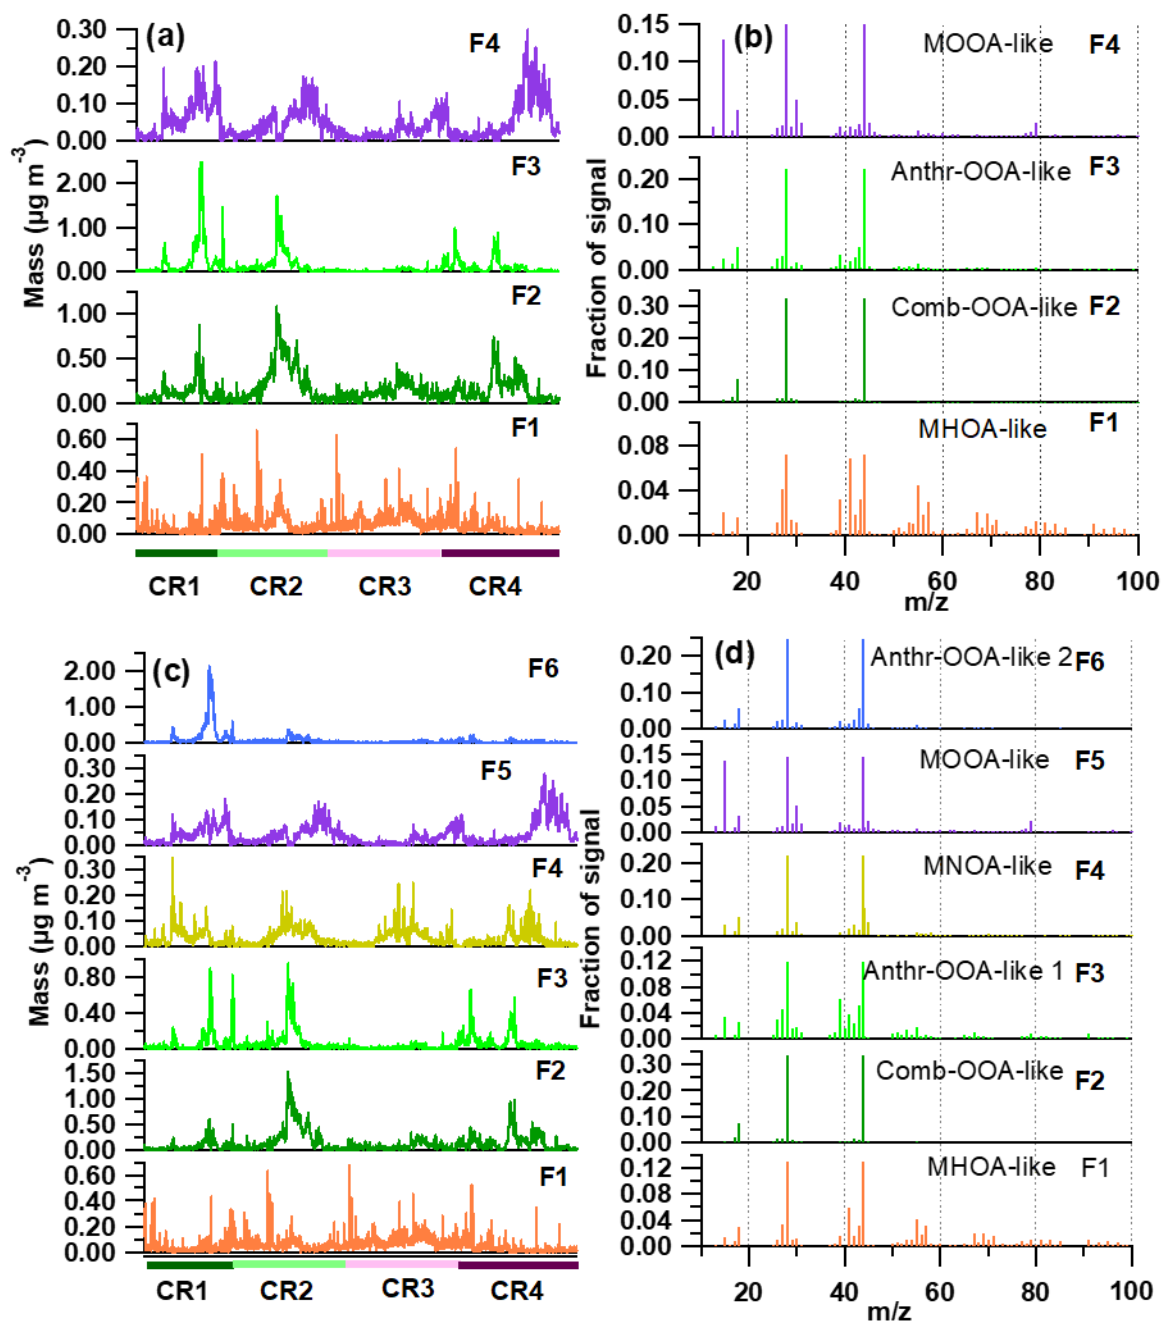 (a)
F4
0.30
0.20
0.10
0.00
F3
2.00
1.00
0.00
F2
1.00
0.50
0.00
F1
0.60
0.40
0.20
0.00
Mass (µg m⁻³)
CR1 CR2 CR3 CR4
(b)
MOOA-like F4
0.15
0.10
0.05
0.00
Anthr-OOA-like F3
0.20
0.10
0.00
Comb-OOA-like F2
0.30
0.20
0.10
0.00
MHOA-like F1
0.08
0.04
0.00
Fraction of signal
20 40 60 80 100
m/z
(c)
F6
2.00
1.00
0.00
F5
0.30
0.20
0.10
0.00
F4
0.30
0.20
0.10
0.00
F3
0.80
0.40
0.00
F2
1.50
1.00
0.50
0.00
F1
0.60
0.40
0.20
0.00
Mass (µg m⁻³)
CR1 CR2 CR3 CR4
(d)
Anthr-OOA-like 2 F6
0.20
0.10
0.00
MOOA-like F5
0.15
0.10
0.05
0.00
MNOA-like F4
0.20
0.10
0.00
Anthr-OOA-like 1 F3
0.12
0.08
0.04
0.00
Comb-OOA-like F2
0.30
0.20
0.10
0.00
MHOA-like F1
0.12
0.08
0.04
0.00
Fraction of signal
20 40 60 80 100
m/z